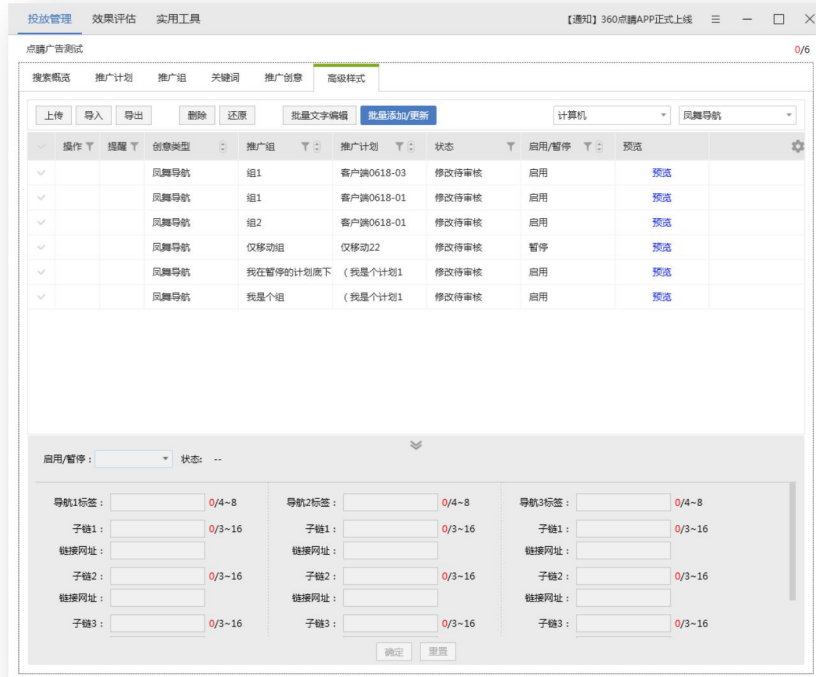 投放管理 效果评估 实用工具 【通知】360点睛APP正式上线
点睛广告测试 0/6
搜索概览 推广计划 推广组 关键词 推广创意 高级样式
上传 导入 导出 删除 还原 批量文字编辑 批量添加/更新 计算机 凤舞导航
操作 提醒 创意类型 推广组 推广计划 状态 启用/暂停 预览
凤舞导航 组1 客户端0618-03 修改待审核 启用 预览
凤舞导航 组1 客户端0618-01 修改待审核 启用 预览
凤舞导航 组2 客户端0618-01 修改待审核 启用 预览
凤舞导航 仅移动组 仅移动22 修改待审核 暂停 预览
凤舞导航 我在暂停的计划底下 （我是个计划1 修改待审核 启用 预览
凤舞导航 我是个组 （我是个计划1 修改待审核 启用 预览
启用/暂停： 状态: --
导航1标签： 0/4~8 导航2标签： 0/4~8 导航3标签： 0/4~8
子链1： 0/3~16 子链1： 0/3~16 子链1： 0/3~16
链接网址： 链接网址： 链接网址：
子链2： 0/3~16 子链2： 0/3~16 子链2： 0/3~16
链接网址： 链接网址： 链接网址：
子链3： 0/3~16 子链3： 0/3~16 子链3： 0/3~16
确定 重置